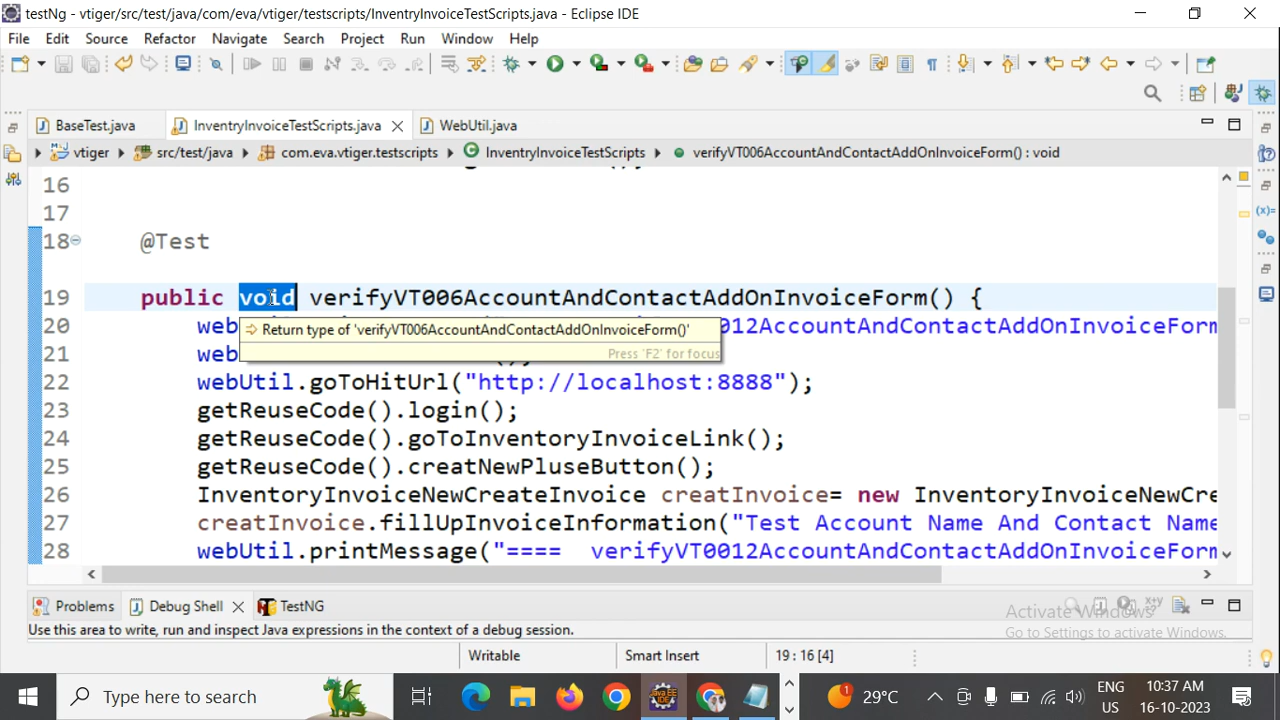 testNg - vtiger/src/test/java/com/eva/vtiger/testscripts/InventryInvoiceTestScripts.java - Eclipse IDE
File Edit Source Refactor Navigate Search Project Run Window Help
BaseTest.java InventryInvoiceTestScripts.java WebUtil.java
vtiger src/test/java com.eva.vtiger.testscripts InventryInvoiceTestScripts verifyVT006AccountAndContactAddOnInvoiceForm() : void
16
17
18 @Test
19 public void verifyVT006AccountAndContactAddOnInvoiceForm() {
20 web 012AccountAndContactAddOnInvoiceForm
Return type of 'verifyVT006AccountAndContactAddOnInvoiceForm()'
21 web ();
Press 'F2' for focus
22 webUtil.goToHitUrl("http://localhost:8888");
23 getReuseCode().login();
24 getReuseCode().goToInventoryInvoiceLink();
25 getReuseCode().creatNewPluseButton();
26 InventoryInvoiceNewCreateInvoice creatInvoice= new InventoryInvoiceNewCre
27 creatInvoice.fillUpInvoiceInformation("Test Account Name And Contact Name
28 webUtil.printMessage("==== verifyVT0012AccountAndContactAddOnInvoiceForm
Problems Debug Shell TestNG
Activate Windows
Use this area to write, run and inspect Java expressions in the context of a debug session.
Go to Settings to activate Windows.
Writable Smart Insert 19 : 16 [4]
Type here to search
1 29°C ENG US 10:37 AM 16-10-2023